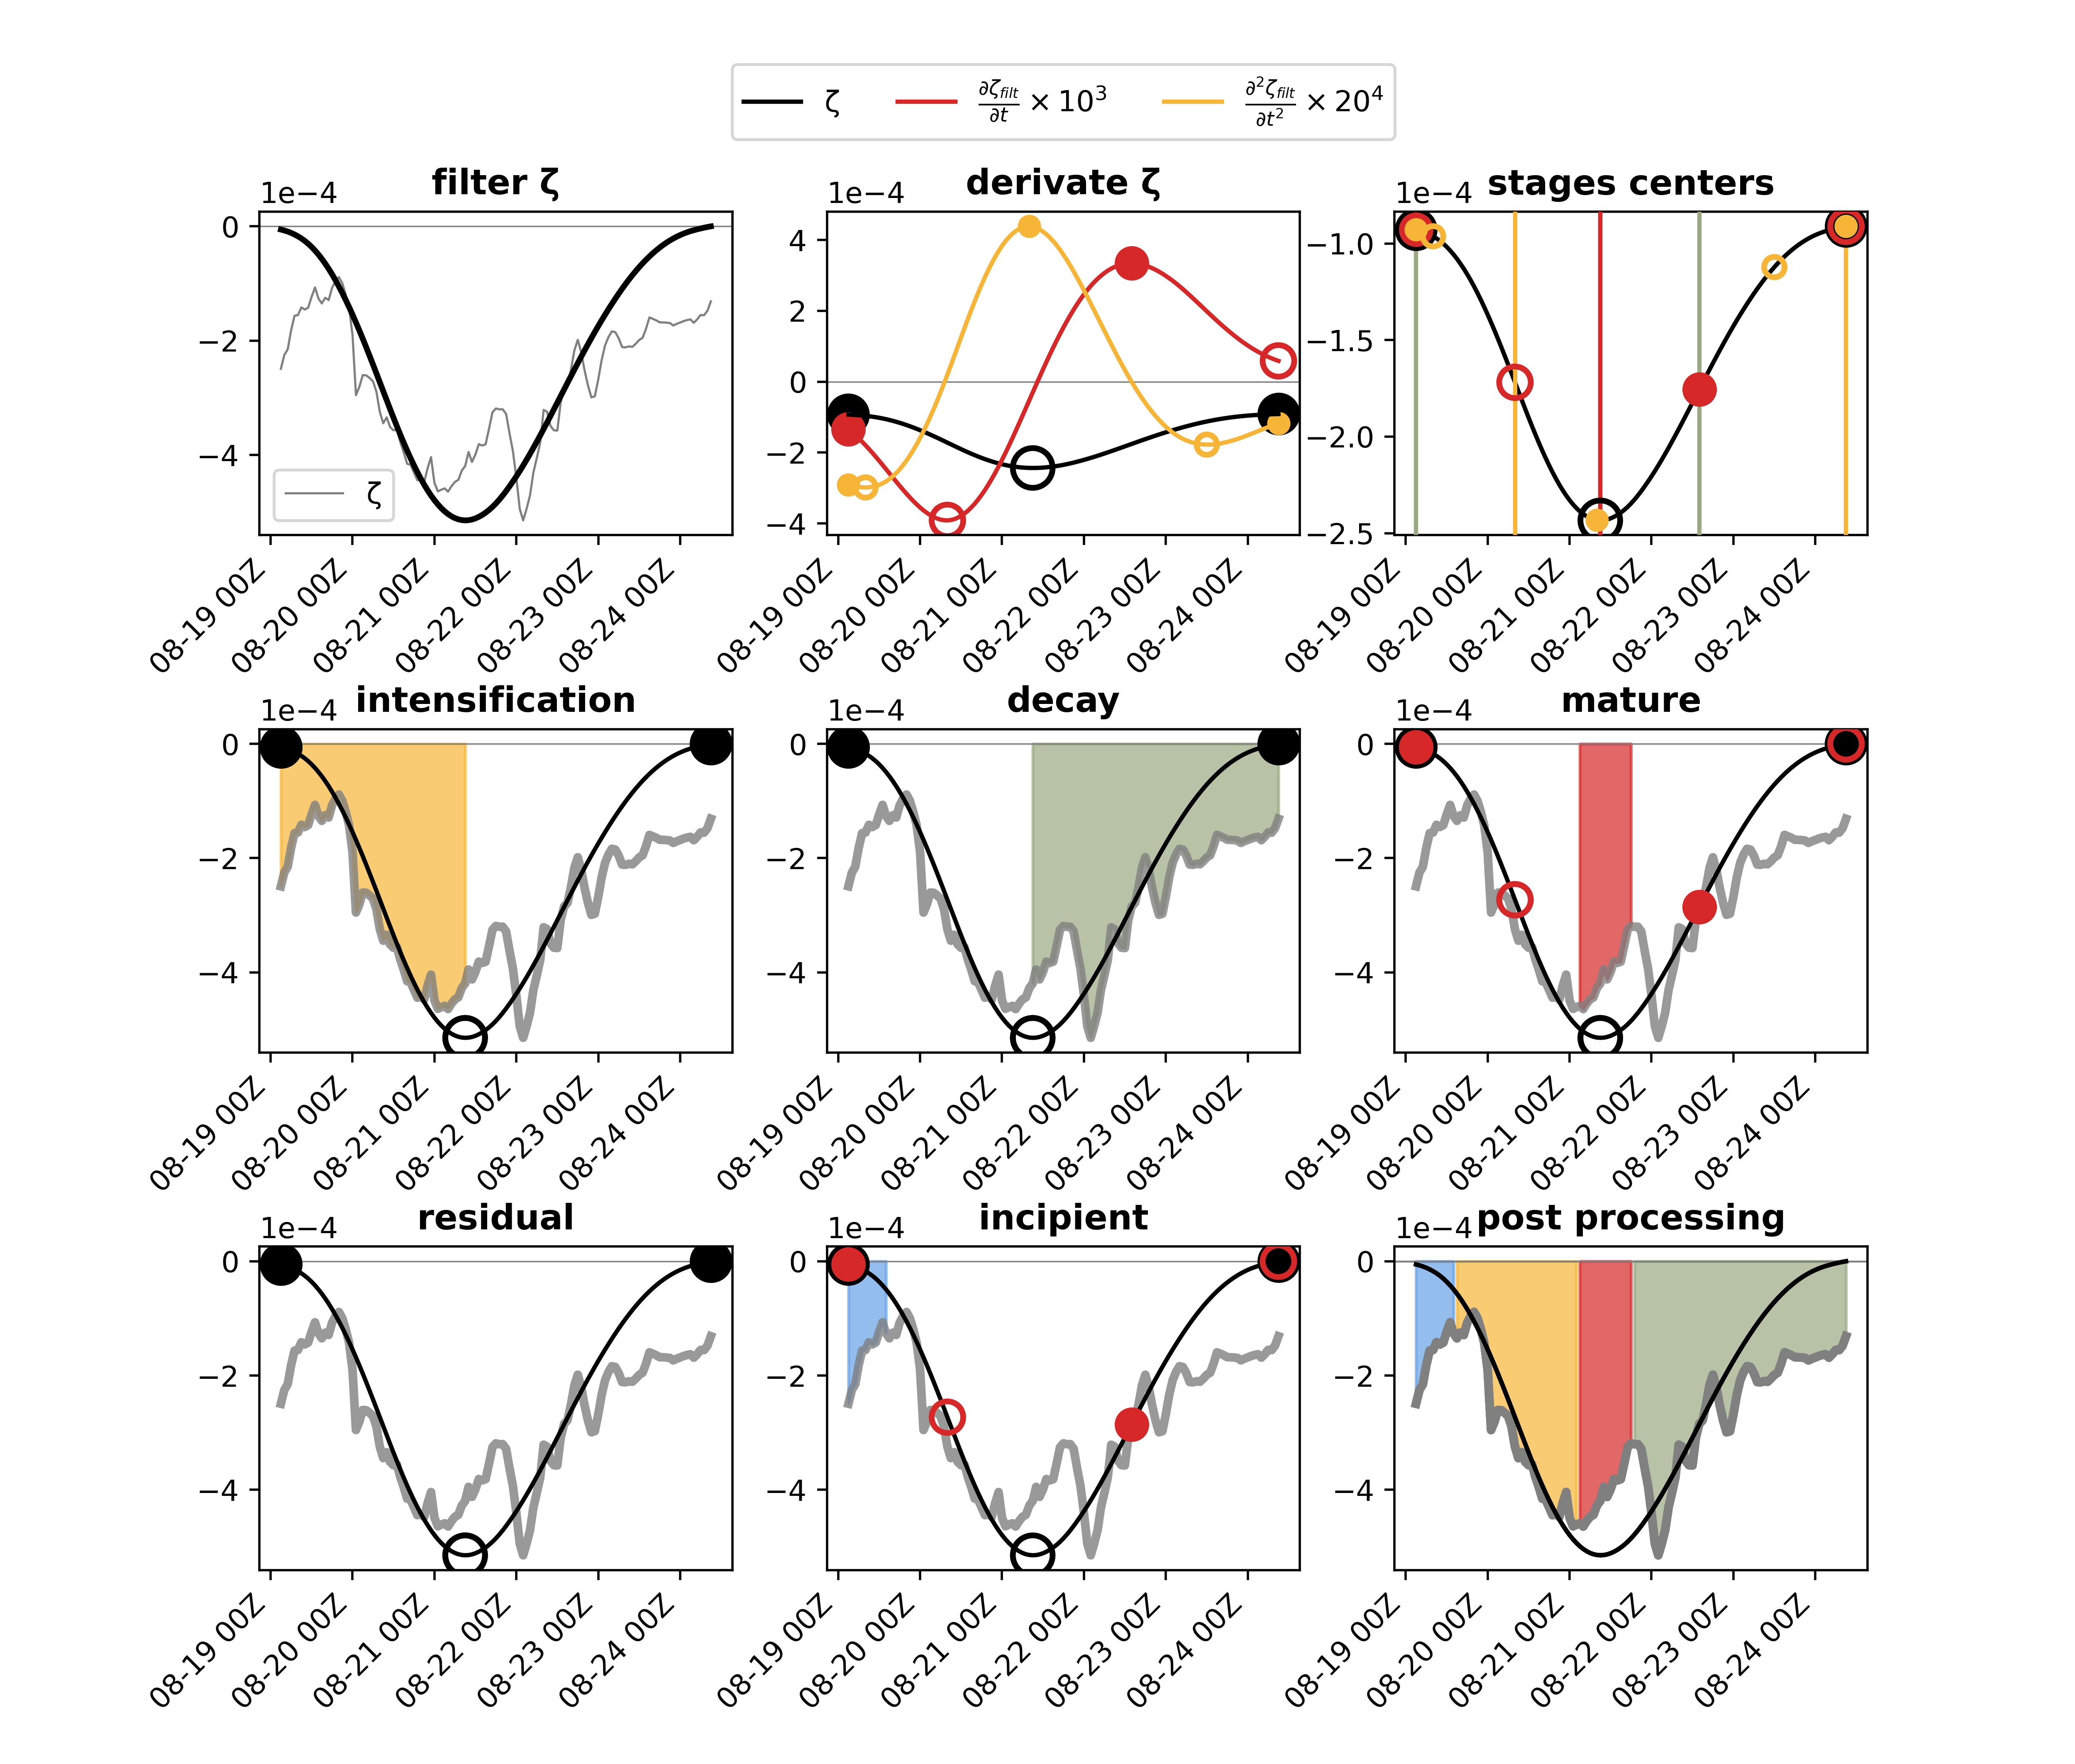 ζ ∂ζfilt/∂t × 10³ ∂²ζfilt/∂t² × 20⁴
filter ζ
1e−4
0
−2
−4
ζ
08-19 00Z
08-20 00Z
08-21 00Z
08-22 00Z
08-23 00Z
08-24 00Z
derivate ζ
1e−4
4
2
0
−2
−4
08-19 00Z
08-20 00Z
08-21 00Z
08-22 00Z
08-23 00Z
08-24 00Z
stages centers
1e−4
−1.0
−1.5
−2.0
−2.5
08-19 00Z
08-20 00Z
08-21 00Z
08-22 00Z
08-23 00Z
08-24 00Z
intensification
1e−4
0
−2
−4
08-19 00Z
08-20 00Z
08-21 00Z
08-22 00Z
08-23 00Z
08-24 00Z
decay
1e−4
0
−2
−4
08-19 00Z
08-20 00Z
08-21 00Z
08-22 00Z
08-23 00Z
08-24 00Z
mature
1e−4
0
−2
−4
08-19 00Z
08-20 00Z
08-21 00Z
08-22 00Z
08-23 00Z
08-24 00Z
residual
1e−4
0
−2
−4
08-19 00Z
08-20 00Z
08-21 00Z
08-22 00Z
08-23 00Z
08-24 00Z
incipient
1e−4
0
−2
−4
08-19 00Z
08-20 00Z
08-21 00Z
08-22 00Z
08-23 00Z
08-24 00Z
post processing
1e−4
0
−2
−4
08-19 00Z
08-20 00Z
08-21 00Z
08-22 00Z
08-23 00Z
08-24 00Z